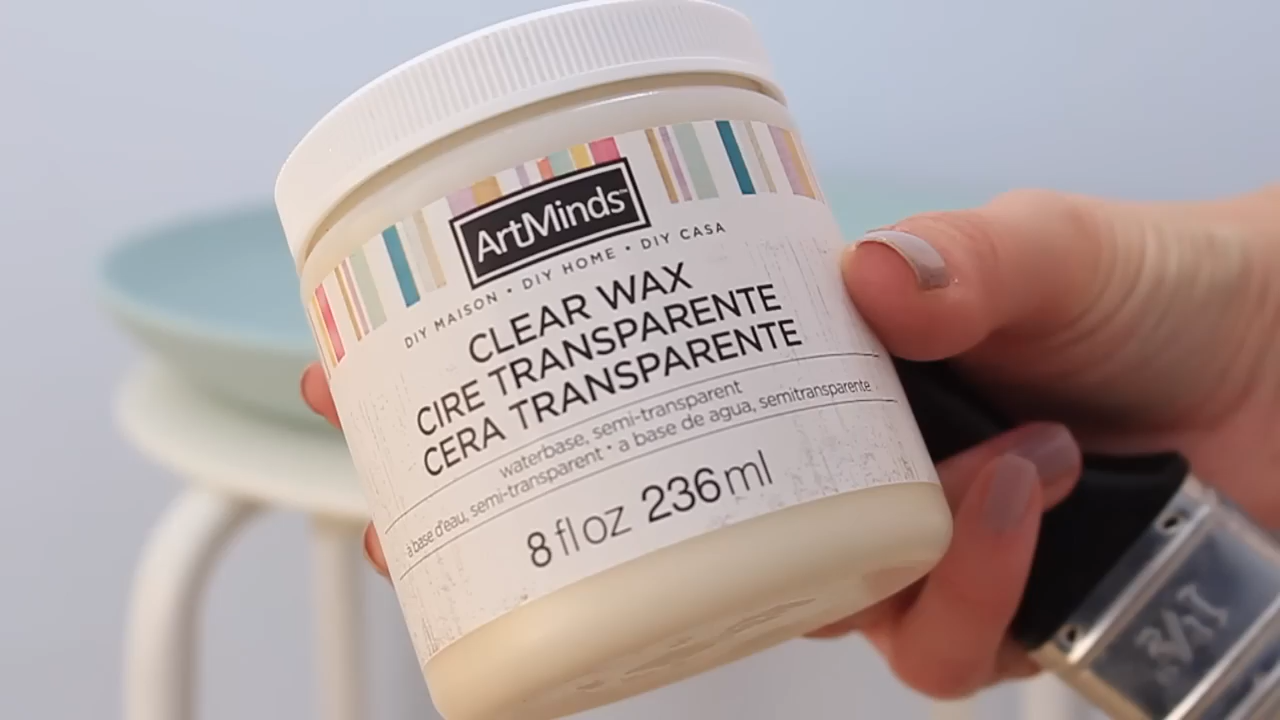 ArtMinds™
DIY MAISON • DIY HOME • DIY CASA
CLEAR WAX
CIRE TRANSPARENTE
CERA TRANSPARENTE
waterbase, semi-transparent
à base d'eau, semi-transparent • a base de agua, semitransparente
8 fl oz 236 ml